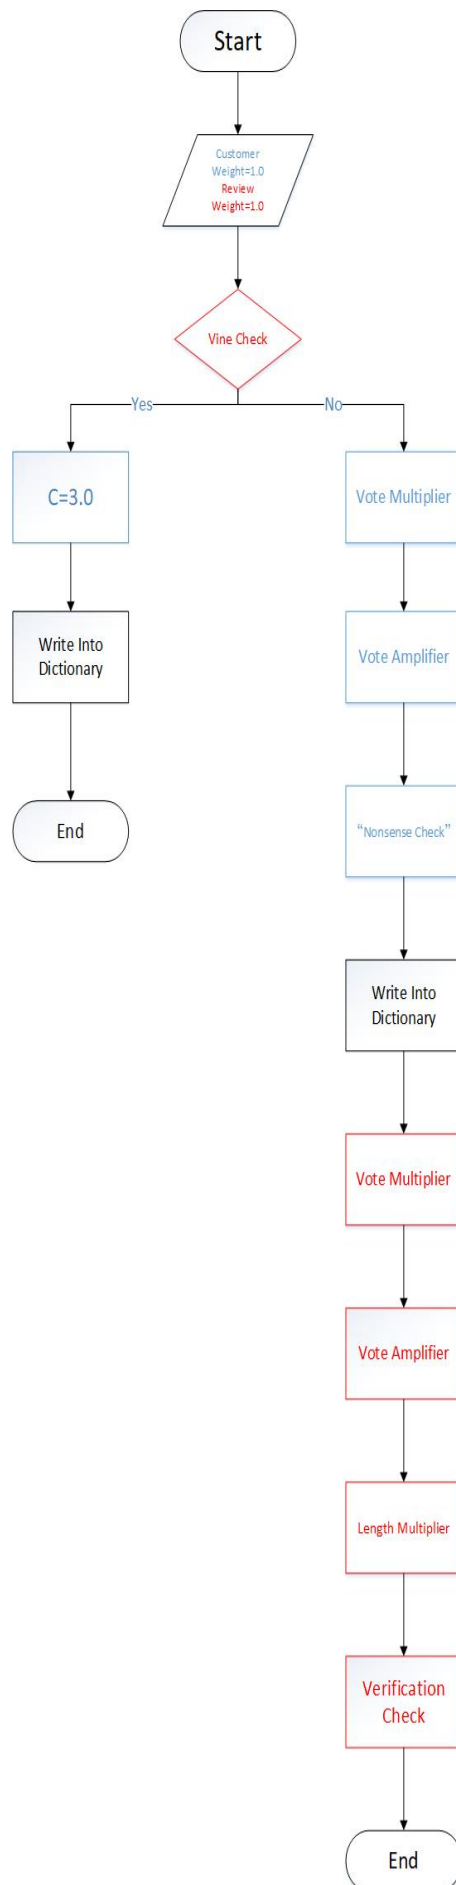 Start
Customer
Weight=1.0
Review
Weight=1.0
Vine Check
Yes
No
C=3.0
Vote Multiplier
Write Into
Dictionary
Vote Amplifier
End
“Nonsense Check”
Write Into
Dictionary
Vote Multiplier
Vote Amplifier
Length Multiplier
Verification
Check
End